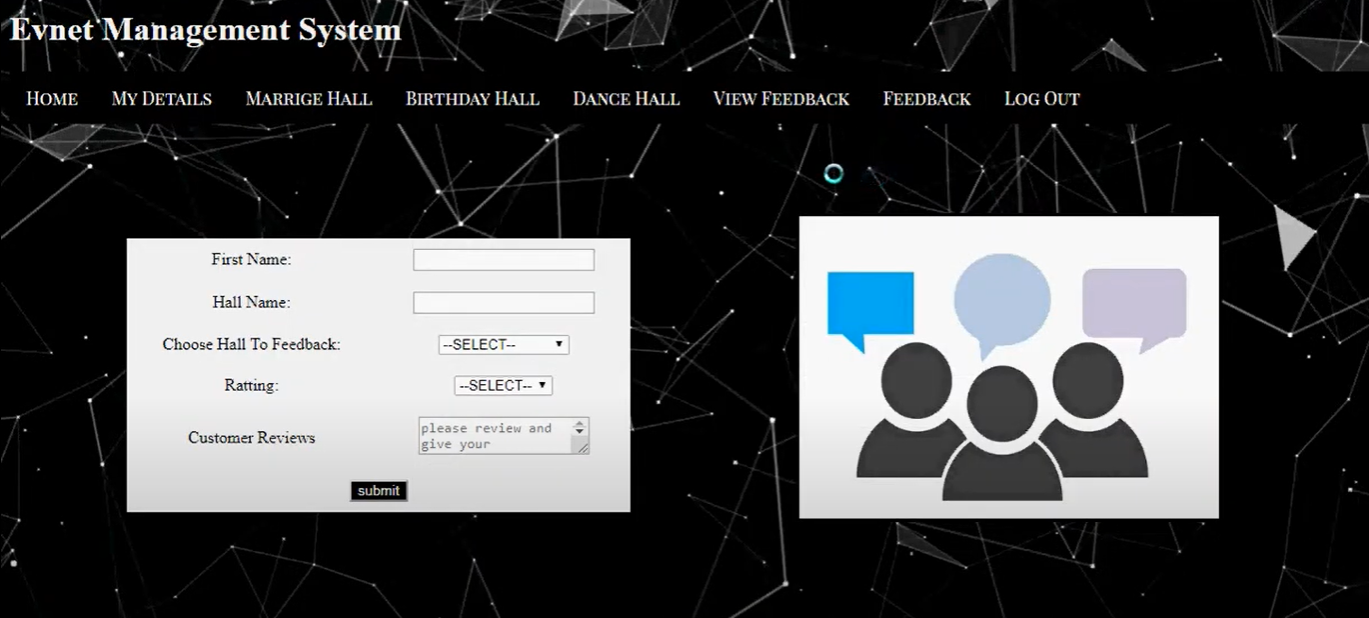 Evnet Management System
Home My Details Marrige Hall Birthday Hall Dance Hall View Feedback Feedback Log Out
First Name:
Hall Name:
Choose Hall To Feedback: --SELECT--
Ratting: --SELECT--
Customer Reviews please review and
give your
submit